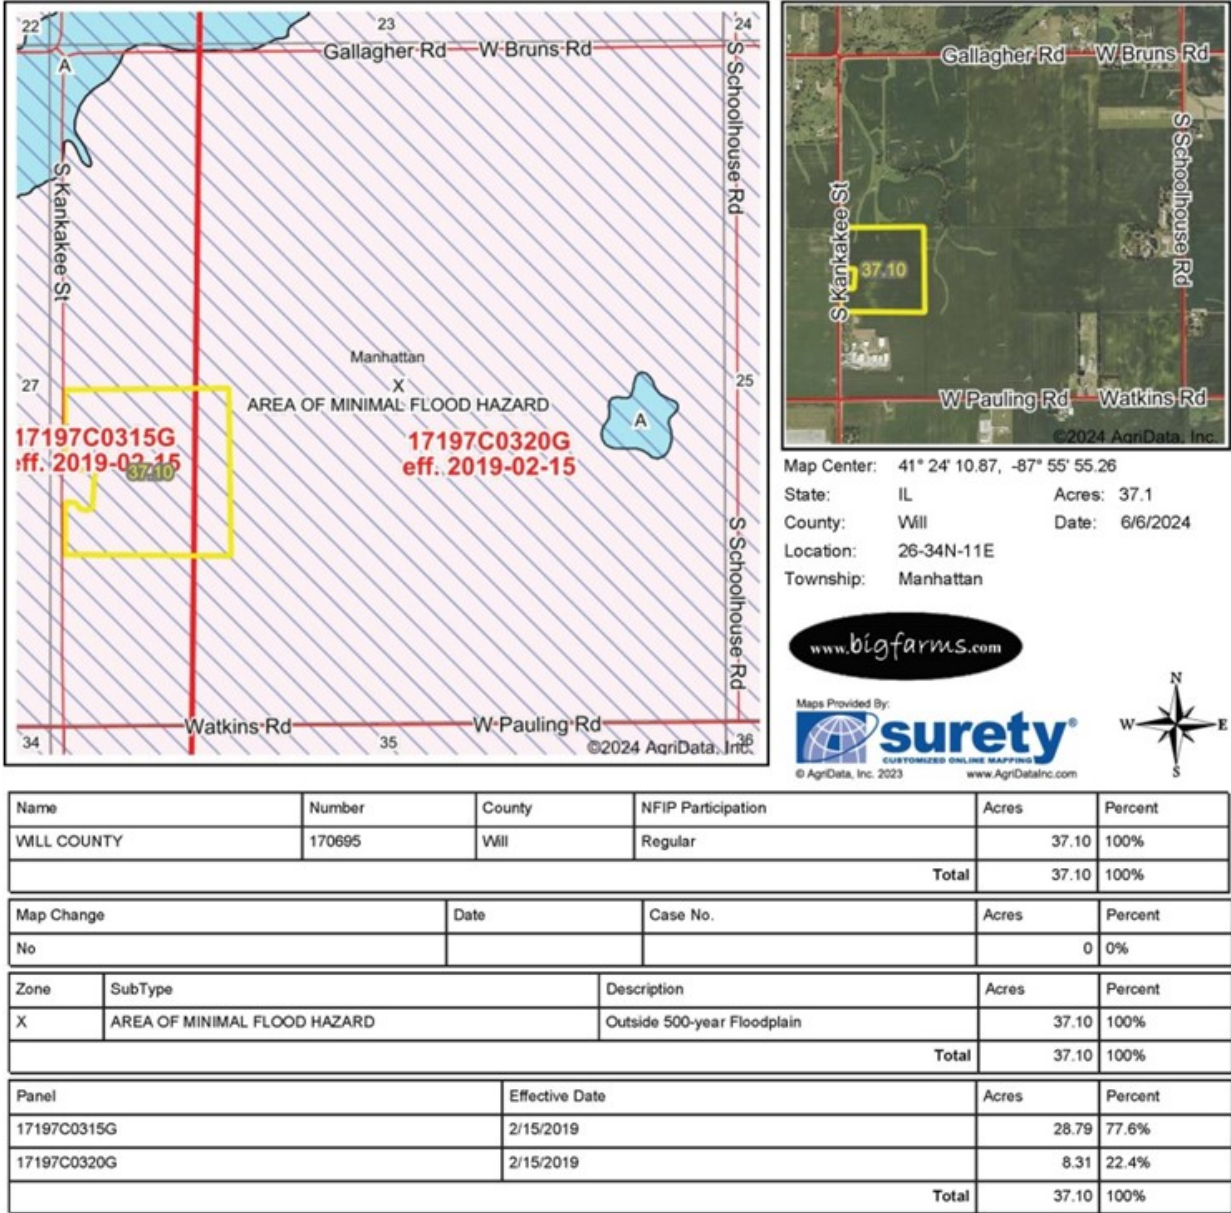 22
23
24
Gallagher Rd
W Bruns Rd
A
S Schoolhouse Rd
S Kankakee St
Manhattan
X
AREA OF MINIMAL FLOOD HAZARD
27
25
A
17197C0315G
eff. 2019-02-15
37.10
17197C0320G
eff. 2019-02-15
S Schoolhouse Rd
Watkins Rd
W Pauling Rd
34
35
36
©2024 AgriData, Inc.
Gallagher Rd
W Bruns Rd
S Schoolhouse Rd
S Kankakee St
37.10
W Pauling Rd
Watkins Rd
©2024 AgriData, Inc.
Map Center: 41° 24' 10.87, -87° 55' 55.26
State: IL Acres: 37.1
County: Will Date: 6/6/2024
Location: 26-34N-11E
Township: Manhattan
www.bigfarms.com
Maps Provided By:
surety®
CUSTOMIZED ONLINE MAPPING
© AgriData, Inc. 2023 www.AgriDataInc.com
N
W E
S
Name Number County NFIP Participation Acres Percent
WILL COUNTY 170695 Will Regular 37.10 100%
Total 37.10 100%
Map Change Date Case No. Acres Percent
No 0 0%
Zone SubType Description Acres Percent
X AREA OF MINIMAL FLOOD HAZARD Outside 500-year Floodplain 37.10 100%
Total 37.10 100%
Panel Effective Date Acres Percent
17197C0315G 2/15/2019 28.79 77.6%
17197C0320G 2/15/2019 8.31 22.4%
Total 37.10 100%